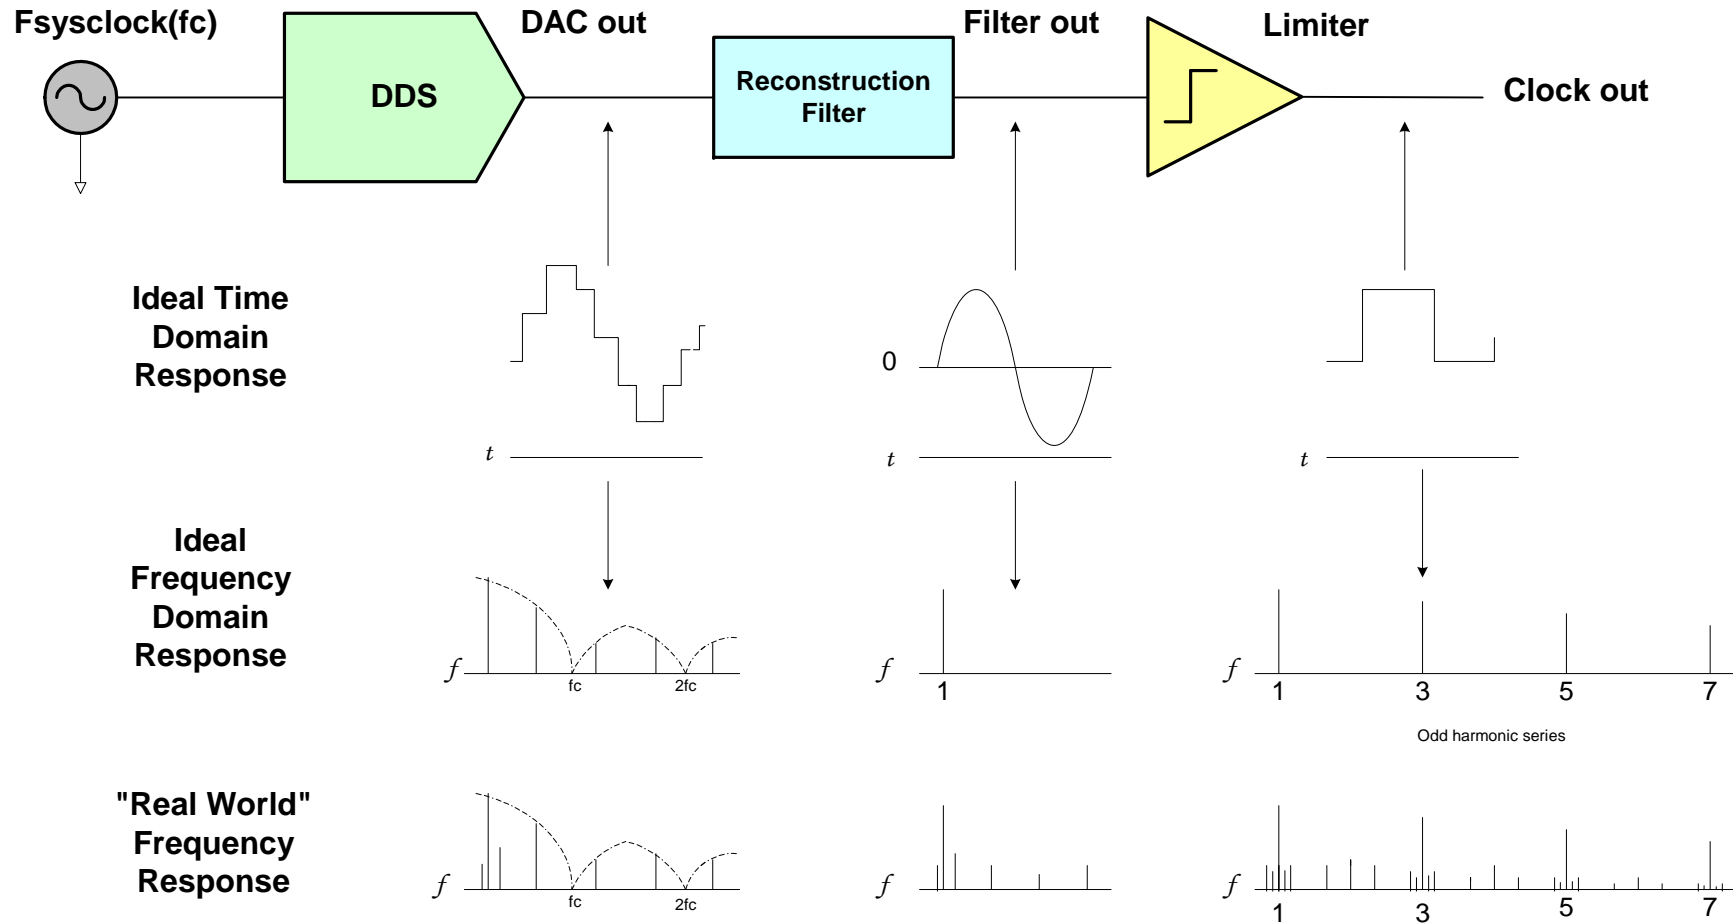 Fsysclock(fc)
DAC out
Filter out
Limiter
DDS
Reconstruction
Filter
Clock out
Ideal Time
Domain
Response
0
t
t
t
Ideal
Frequency
Domain
Response
f
fc
2fc
f
1
f
1
3
5
7
Odd harmonic series
"Real World"
Frequency
Response
f
fc
2fc
f
f
1
3
5
7